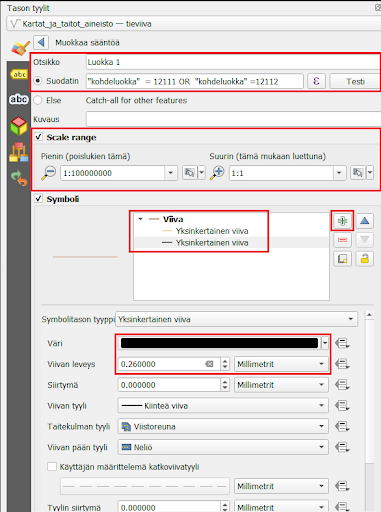 Tason tyylit
Kartat_ja_taitot_aineisto — tieviiva
Muokkaa sääntöä
Otsikko Luokka 1
Suodatin "kohdeluokka" = 12111 OR "kohdeluokka" =12112 ε Testi
Else Catch-all for other features
Kuvaus
Scale range
Pienin (poislukien tämä) Suurin (tämä mukaan luettuna)
1:100000000 1:1
Symboli
Viiva
Yksinkertainen viiva
Yksinkertainen viiva
Symbolitason tyyppi Yksinkertainen viiva
Väri
Viivan leveys 0.260000 Millimetrit
Siirtymä 0.000000 Millimetrit
Viivan tyyli Kiinteä viiva
Taitekulman tyyli Viistoreuna
Viivan pään tyyli Neliö
Käyttäjän määrittelemä katkoviivatyyli
Millimetrit
Tyylin siirtymä 0.000000 Millimetrit
abc
abc